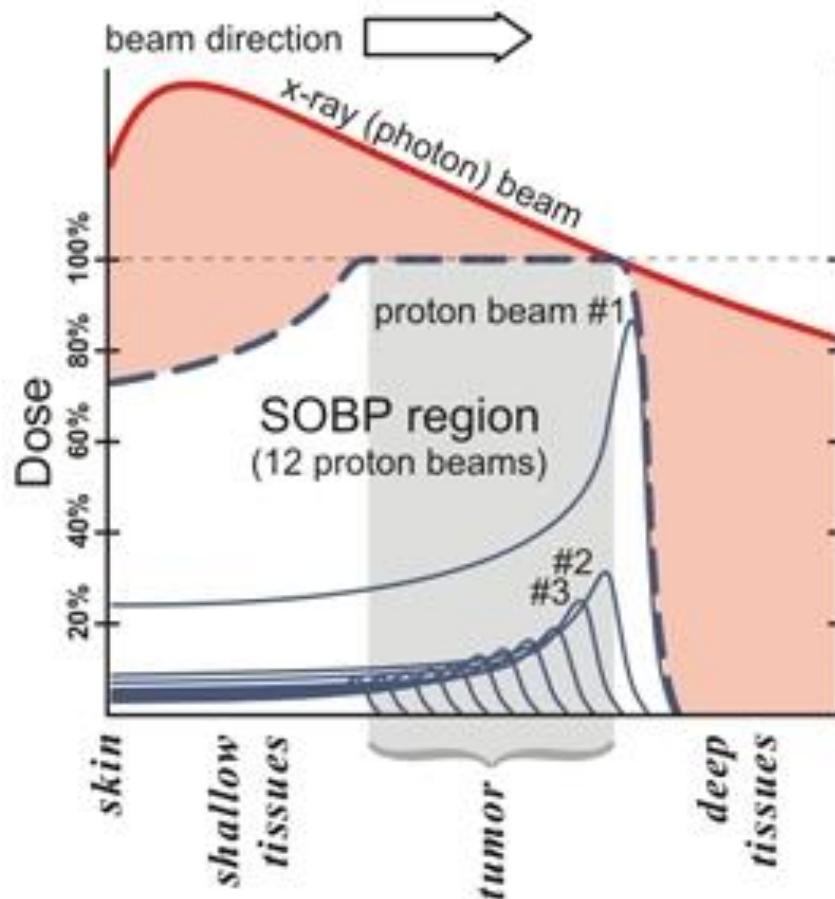 beam direction
x-ray (photon) beam
100%
80%
60%
40%
20%
Dose
proton beam #1
SOBP region
(12 proton beams)
#2
#3
skin
shallow
tissues
tumor
deep
tissues